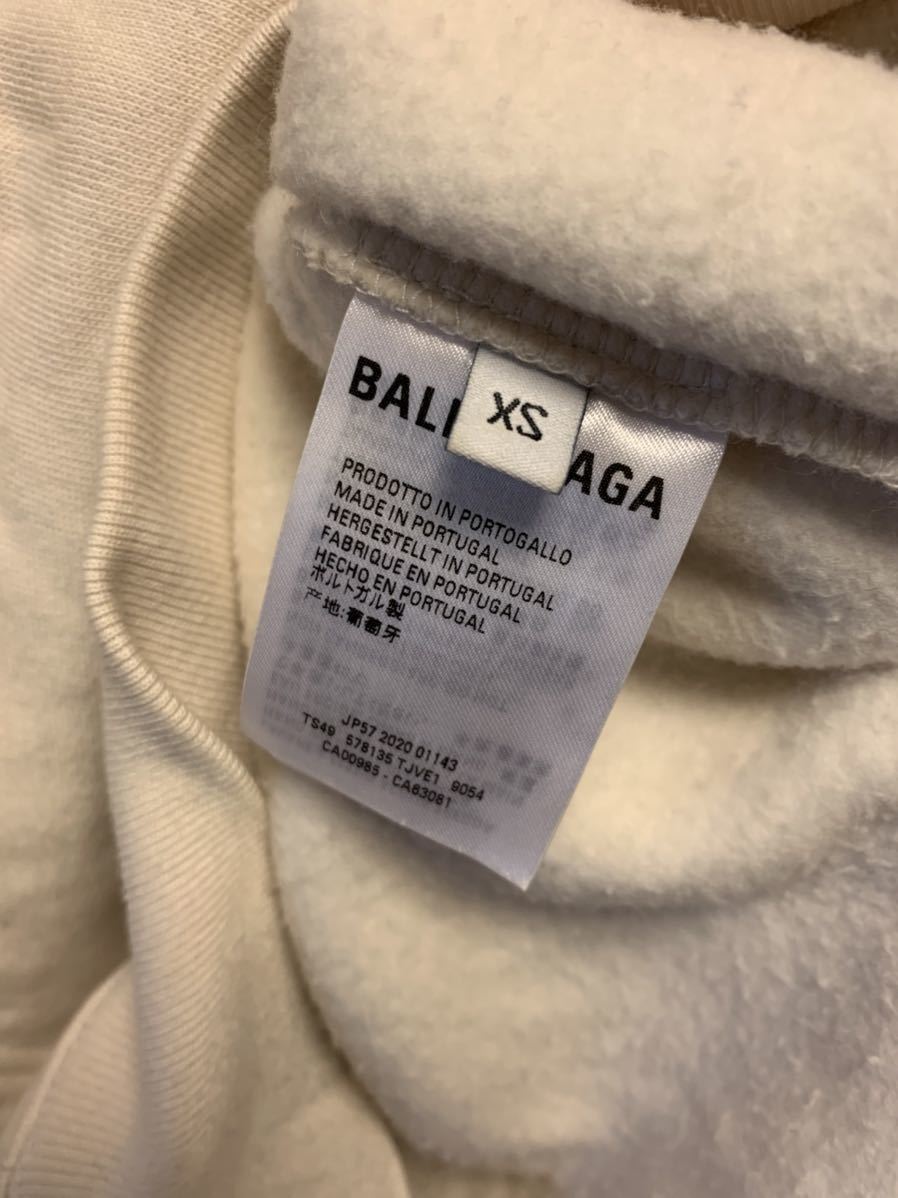 BAL AGA
XS
PRODOTTO IN PORTOGALLO
MADE IN PORTUGAL
HERGESTELLT IN PORTUGAL
FABRIQUE EN PORTUGAL
HECHO EN PORTUGAL
ポルトガル製
产地:葡萄牙
JP57 2020 01143
TS49 578135 TJVE1 9054
CA00985 - CA63081